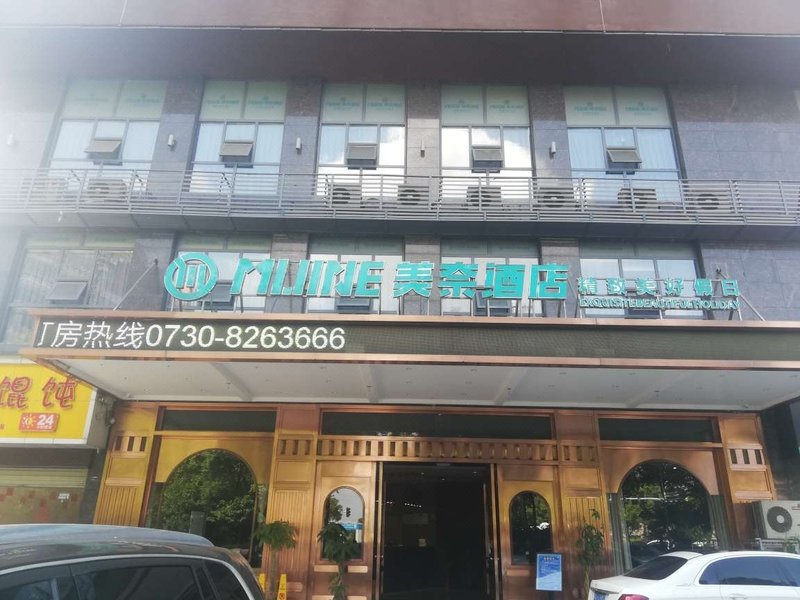 MIJINE 美奈酒店 精致美好假日
EXQUISITE BEAUTIFUL HOLIDAY
订房热线0730-8263666
馄饨
24